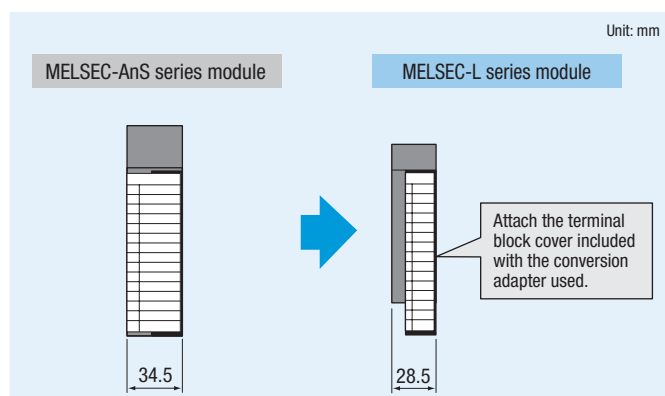 Unit: mm
MELSEC-AnS series module
MELSEC-L series module
Attach the terminal
block cover included
with the conversion
adapter used.
34.5
28.5